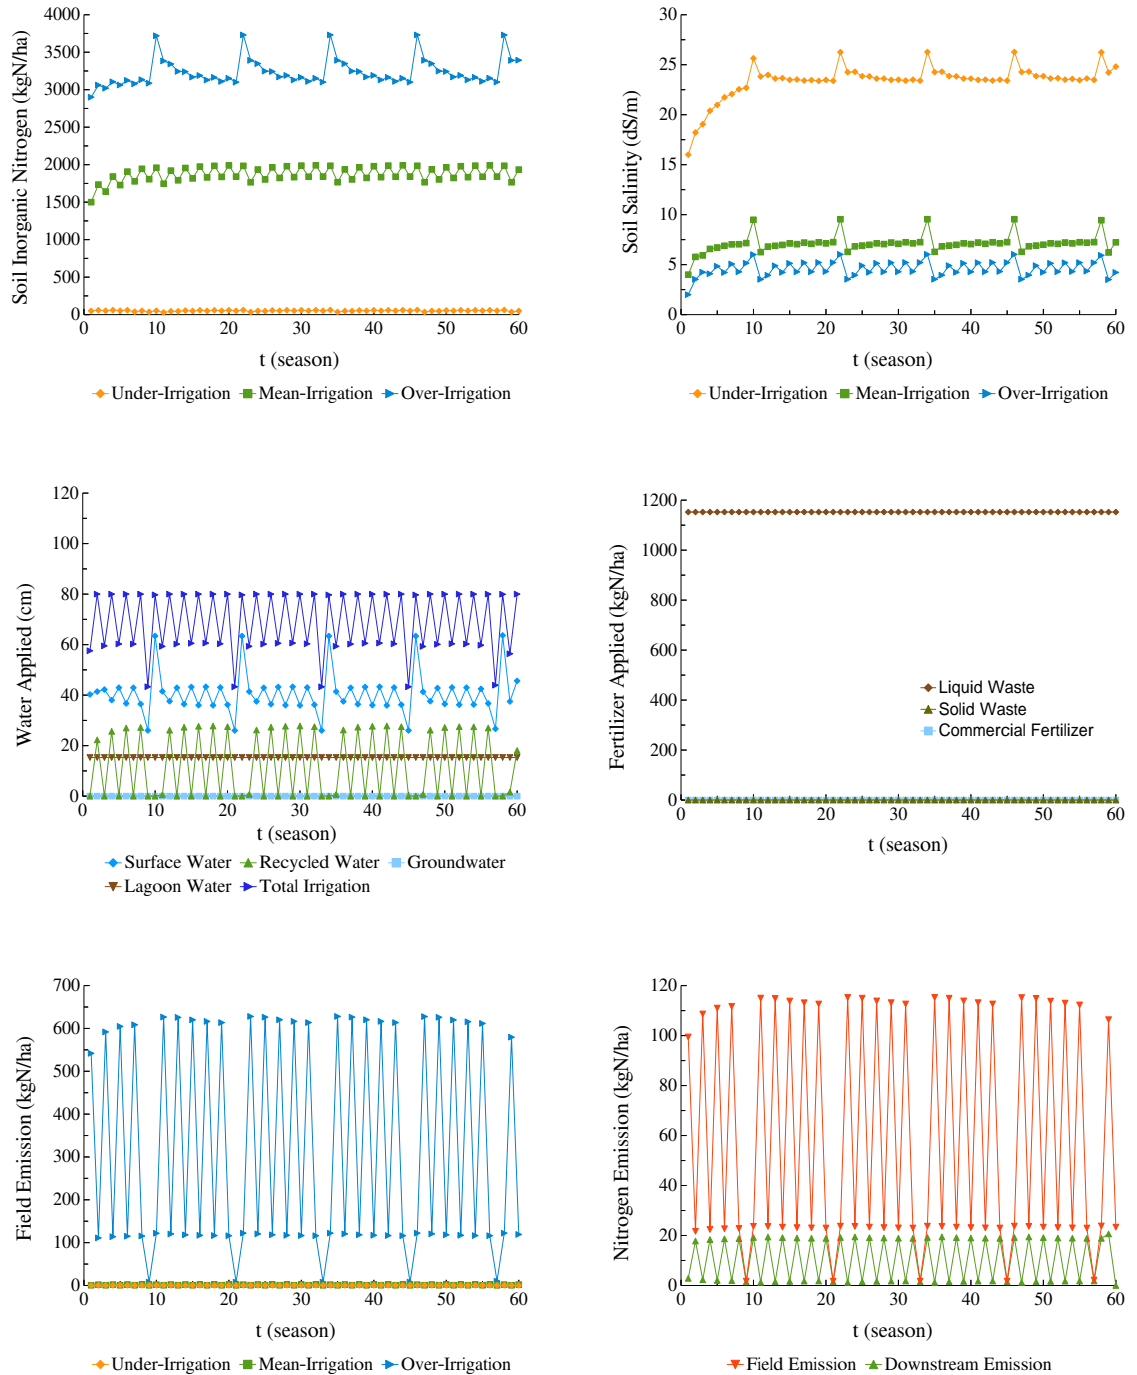 Soil Inorganic Nitrogen (kgN/ha)
4000
3750
3500
3250
3000
2750
2500
2250
2000
1750
1500
1250
1000
750
500
250
0
0 10 20 30 40 50 60
t (season)
Under-Irrigation Mean-Irrigation Over-Irrigation
Soil Salinity (dS/m)
30
25
20
15
10
5
0
0 10 20 30 40 50 60
t (season)
Under-Irrigation Mean-Irrigation Over-Irrigation
Water Applied (cm)
120
100
80
60
40
20
0
0 10 20 30 40 50 60
t (season)
Surface Water Recycled Water Groundwater
Lagoon Water Total Irrigation
Fertilizer Applied (kgN/ha)
1200
1000
800
600
400
200
0
Liquid Waste
Solid Waste
Commercial Fertilizer
0 10 20 30 40 50 60
t (season)
Field Emission (kgN/ha)
700
600
500
400
300
200
100
0
0 10 20 30 40 50 60
t (season)
Under-Irrigation Mean-Irrigation Over-Irrigation
Nitrogen Emission (kgN/ha)
120
100
80
60
40
20
0
0 10 20 30 40 50 60
t (season)
Field Emission Downstream Emission